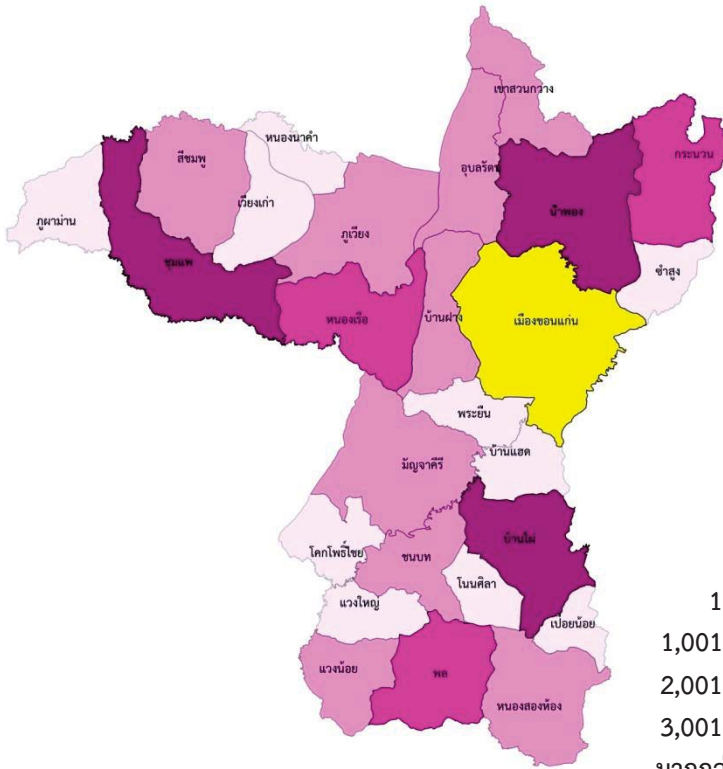 เขาสวนกวาง
หนองนาคำ
กระนวน
สีชมพู
อุบลรัตน์
เวียงเก่า
น้ำพอง
ภูผาม่าน
ภูเวียง
ชุมแพ
ซำสูง
หนองเรือ
บ้านฝาง
เมืองขอนแก่น
พระยืน
บ้านแฮด
มัญจาคีรี
บ้านไผ่
โคกโพธิ์ไชย
ชนบท
โนนศิลา
แวงใหญ่
เปือยน้อย
1
1,001
แวงน้อย
พล
2,001
หนองสองห้อง
3,001